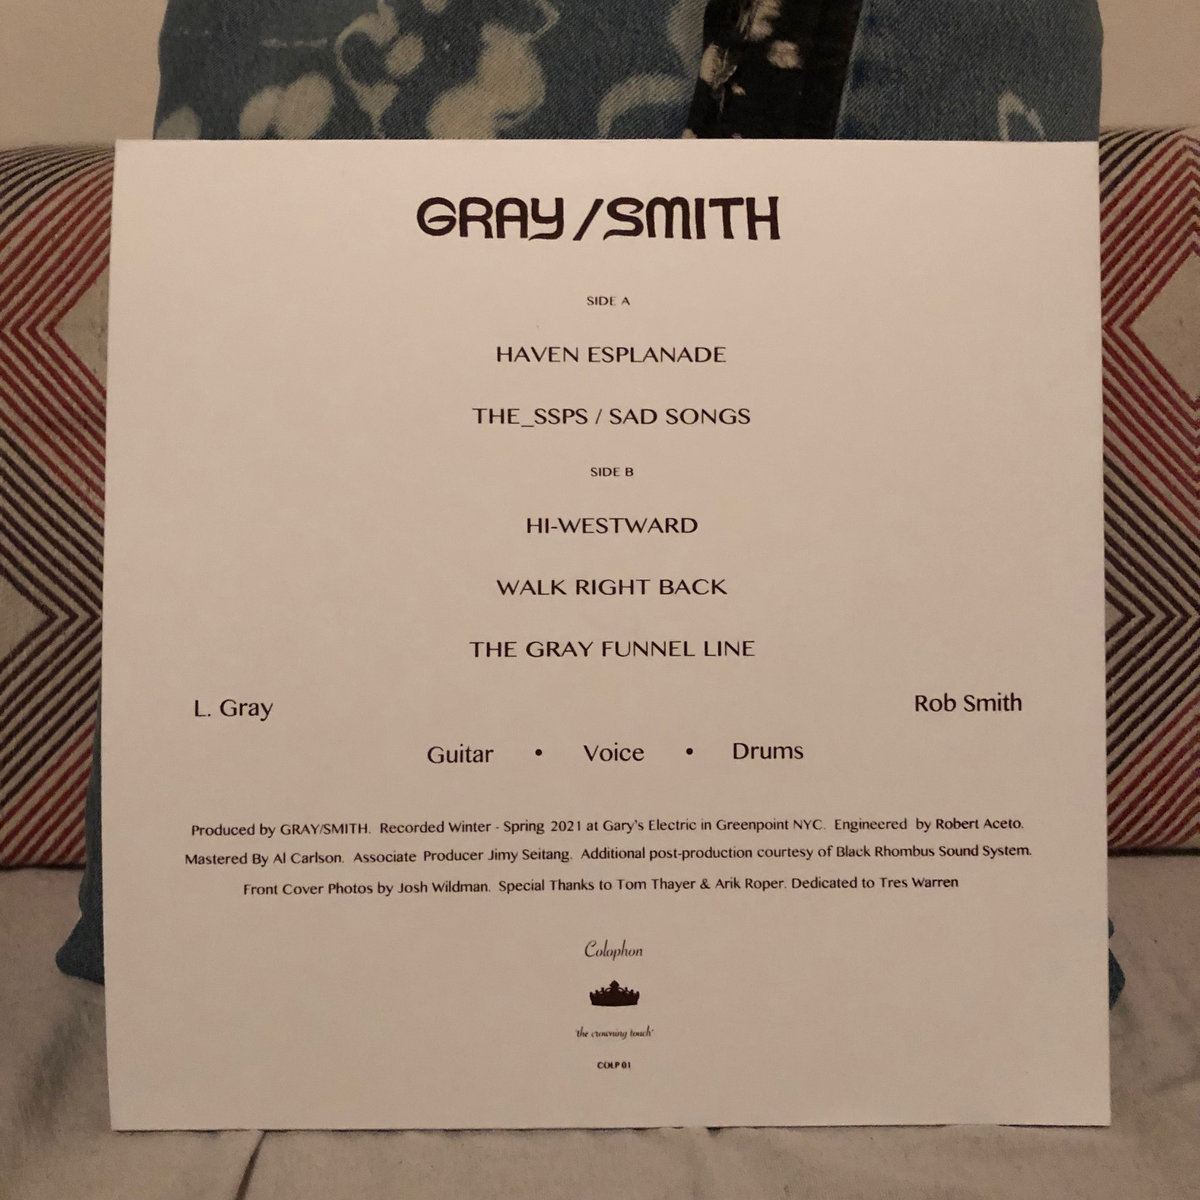 GRAY/SMITH
SIDE A
HAVEN ESPLANADE
THE_SSPS / SAD SONGS
SIDE B
HI-WESTWARD
WALK RIGHT BACK
THE GRAY FUNNEL LINE
L. Gray
Rob Smith
Guitar • Voice • Drums
Produced by GRAY/SMITH. Recorded Winter - Spring 2021 at Gary's Electric in Greenpoint NYC. Engineered by Robert Aceto.
Mastered By Al Carlson. Associate Producer Jimy Seitang. Additional post-production courtesy of Black Rhombus Sound System.
Front Cover Photos by Josh Wildman. Special Thanks to Tom Thayer & Arik Roper. Dedicated to Tres Warren
Colophon
'the crowning touch'
COLP 01